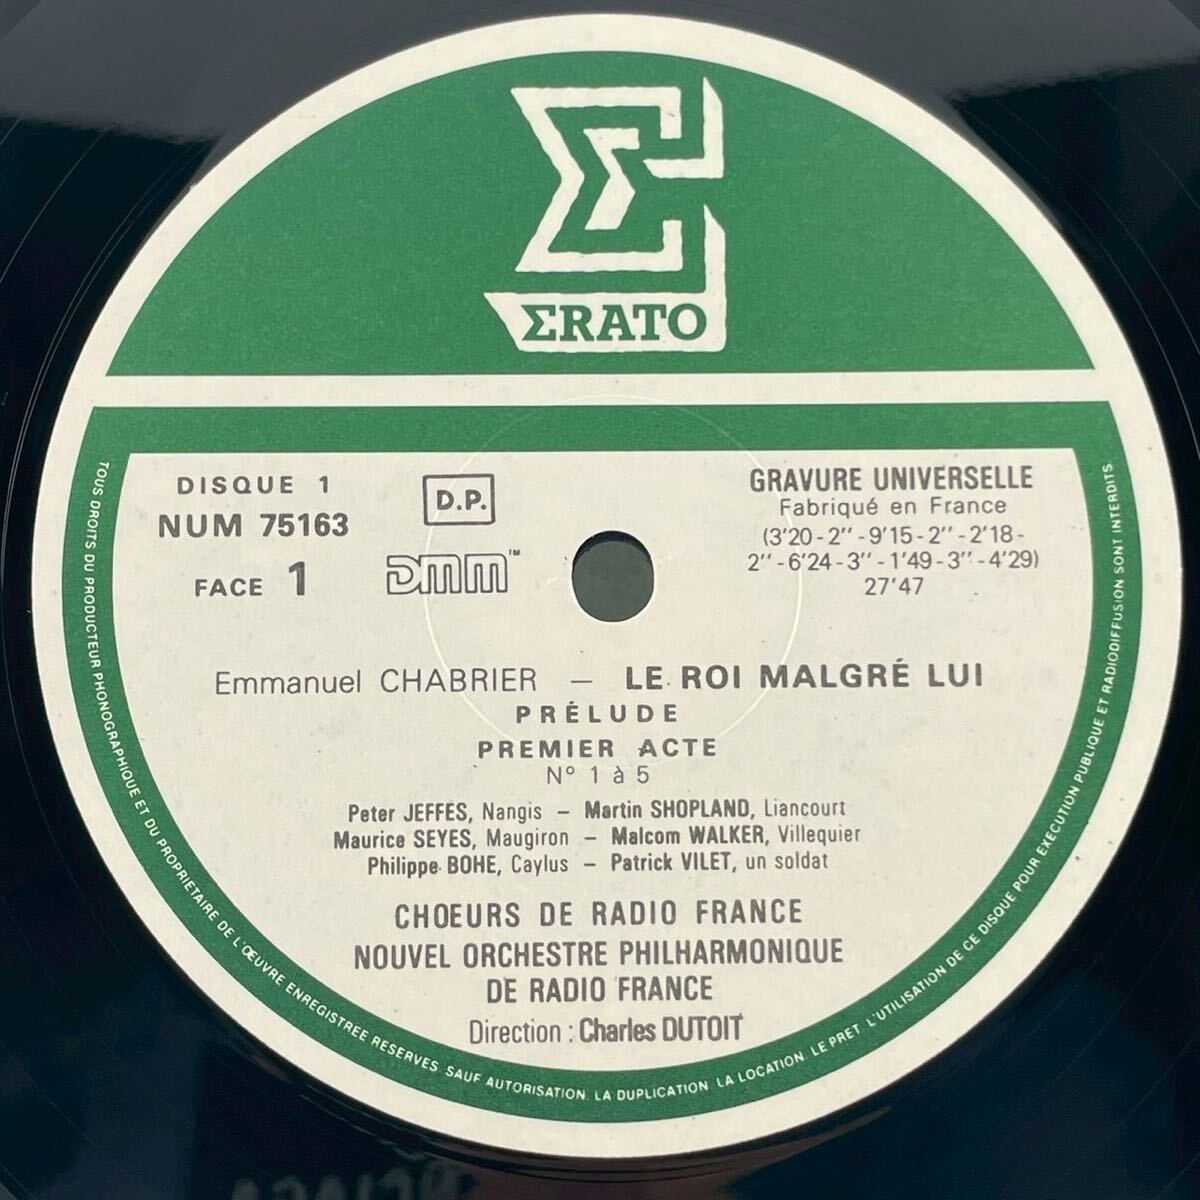 ΣRATO
DISQUE 1
NUM 75163
FACE 1
D.P.
DMM™
GRAVURE UNIVERSELLE
Fabriqué en France
(3'20 - 2'' - 9'15 - 2'' - 2'18 -
2'' - 6'24 - 3'' - 1'49 - 3'' - 4'29)
27'47
Emmanuel CHABRIER – LE ROI MALGRÉ LUI
PRÉLUDE
PREMIER ACTE
N° 1 à 5
Peter JEFFES, Nangis – Martin SHOPLAND, Liancourt
Maurice SEYES, Maugiron – Malcom WALKER, Villequier
Philippe BOHE, Caylus – Patrick VILET, un soldat
CHŒURS DE RADIO FRANCE
NOUVEL ORCHESTRE PHILHARMONIQUE
DE RADIO FRANCE
Direction : Charles DUTOIT
TOUS DROITS DU PRODUCTEUR PHONOGRAPHIQUE ET DU PROPRIETAIRE DE L'ŒUVRE ENREGISTREE RESERVES. SAUF AUTORISATION. LA DUPLICATION. LA LOCATION. LE PRET. L'UTILISATION DE CE DISQUE POUR EXECUTION PUBLIQUE ET RADIODIFFUSION SONT INTERDITS